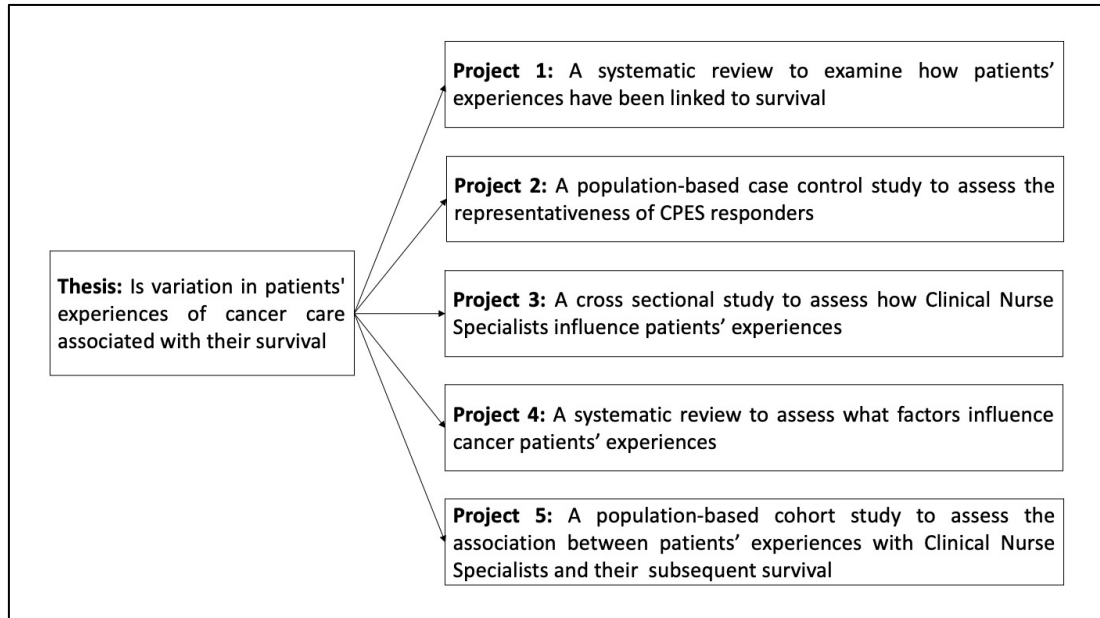 Project 1: A systematic review to examine how patients’
experiences have been linked to survival
Project 2: A population-based case control study to assess the
representativeness of CPES responders
Thesis: Is variation in patients'
experiences of cancer care
associated with their survival
Project 3: A cross sectional study to assess how Clinical Nurse
Specialists influence patients’ experiences
Project 4: A systematic review to assess what factors influence
cancer patients’ experiences
Project 5: A population-based cohort study to assess the
association between patients’ experiences with Clinical Nurse
Specialists and their subsequent survival